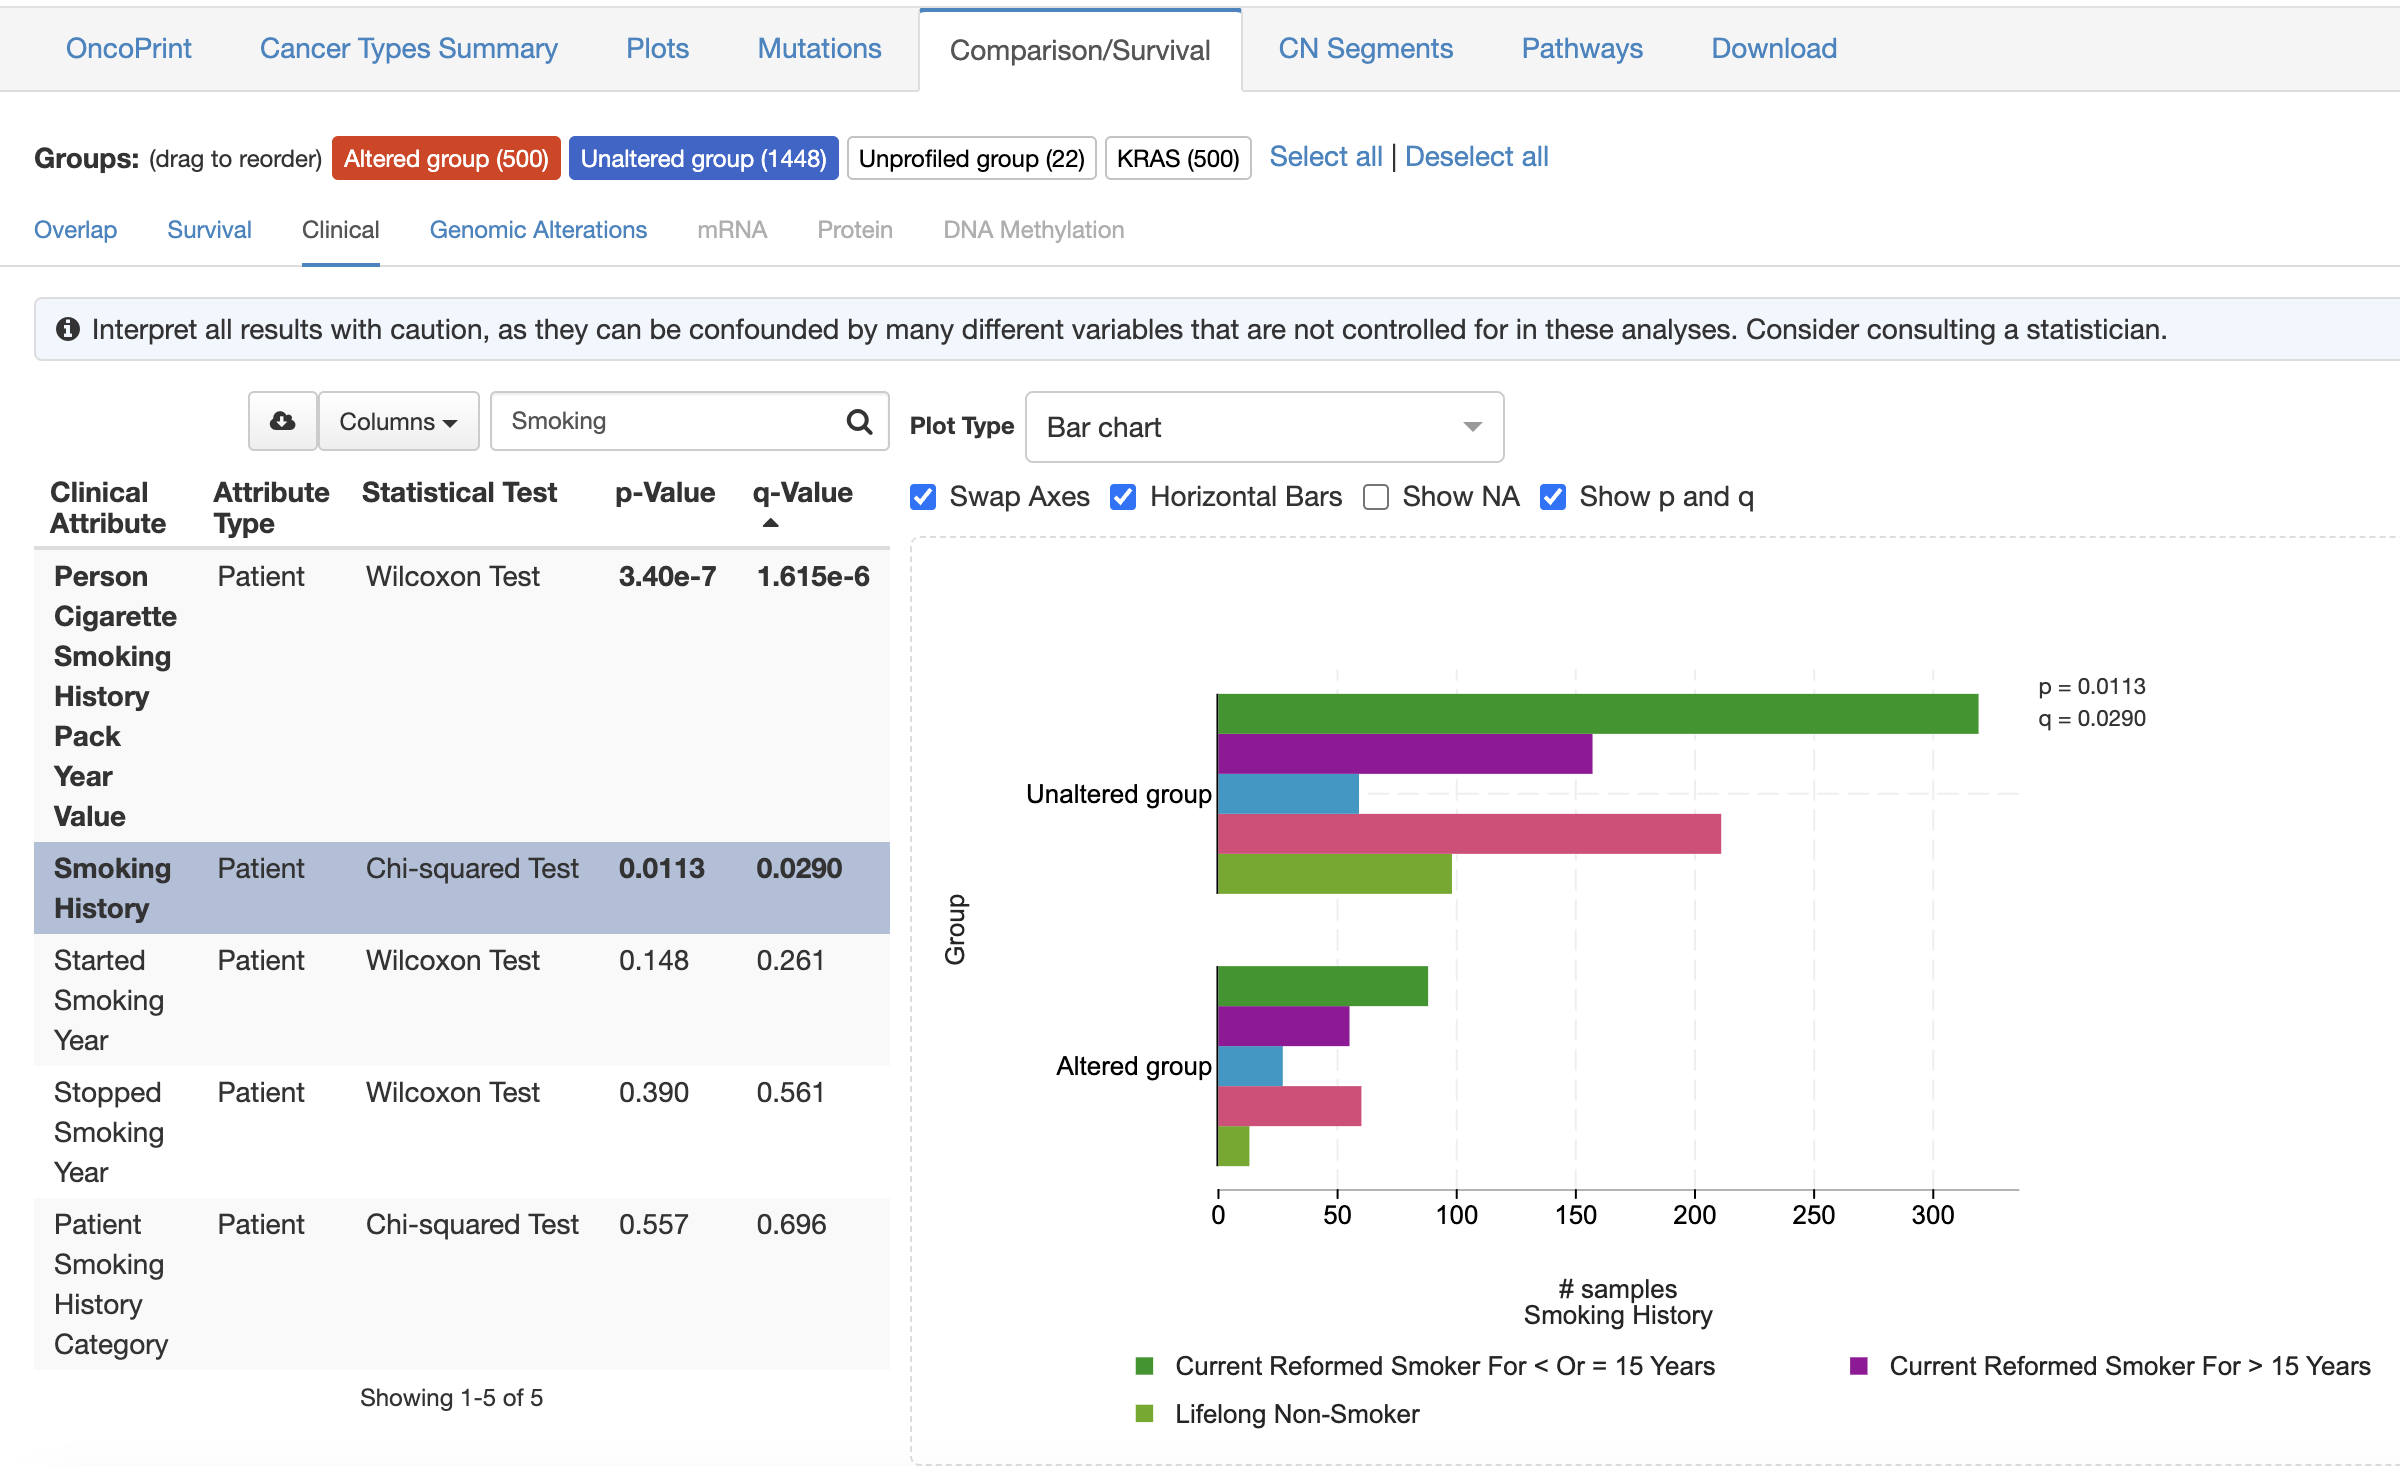 OncoPrint Cancer Types Summary Plots Mutations Comparison/Survival CN Segments Pathways Download
Groups: (drag to reorder) Altered group (500) Unaltered group (1448) Unprofiled group (22) KRAS (500) Select all | Deselect all
Overlap Survival Clinical Genomic Alterations mRNA Protein DNA Methylation
Interpret all results with caution, as they can be confounded by many different variables that are not controlled for in these analyses. Consider consulting a statistician.
Columns Smoking
Clinical Attribute Attribute Type Statistical Test p-Value q-Value
Person Cigarette Smoking History Pack Year Value Patient Wilcoxon Test 3.40e-7 1.615e-6
Smoking History Patient Chi-squared Test 0.0113 0.0290
Started Smoking Year Patient Wilcoxon Test 0.148 0.261
Stopped Smoking Year Patient Wilcoxon Test 0.390 0.561
Patient Smoking History Category Patient Chi-squared Test 0.557 0.696
Showing 1-5 of 5
Plot Type Bar chart
Swap Axes Horizontal Bars Show NA Show p and q
p = 0.0113
q = 0.0290
Unaltered group
Group
Altered group
0 50 100 150 200 250 300
# samples
Smoking History
Current Reformed Smoker For < Or = 15 Years Current Reformed Smoker For > 15 Years
Lifelong Non-Smoker